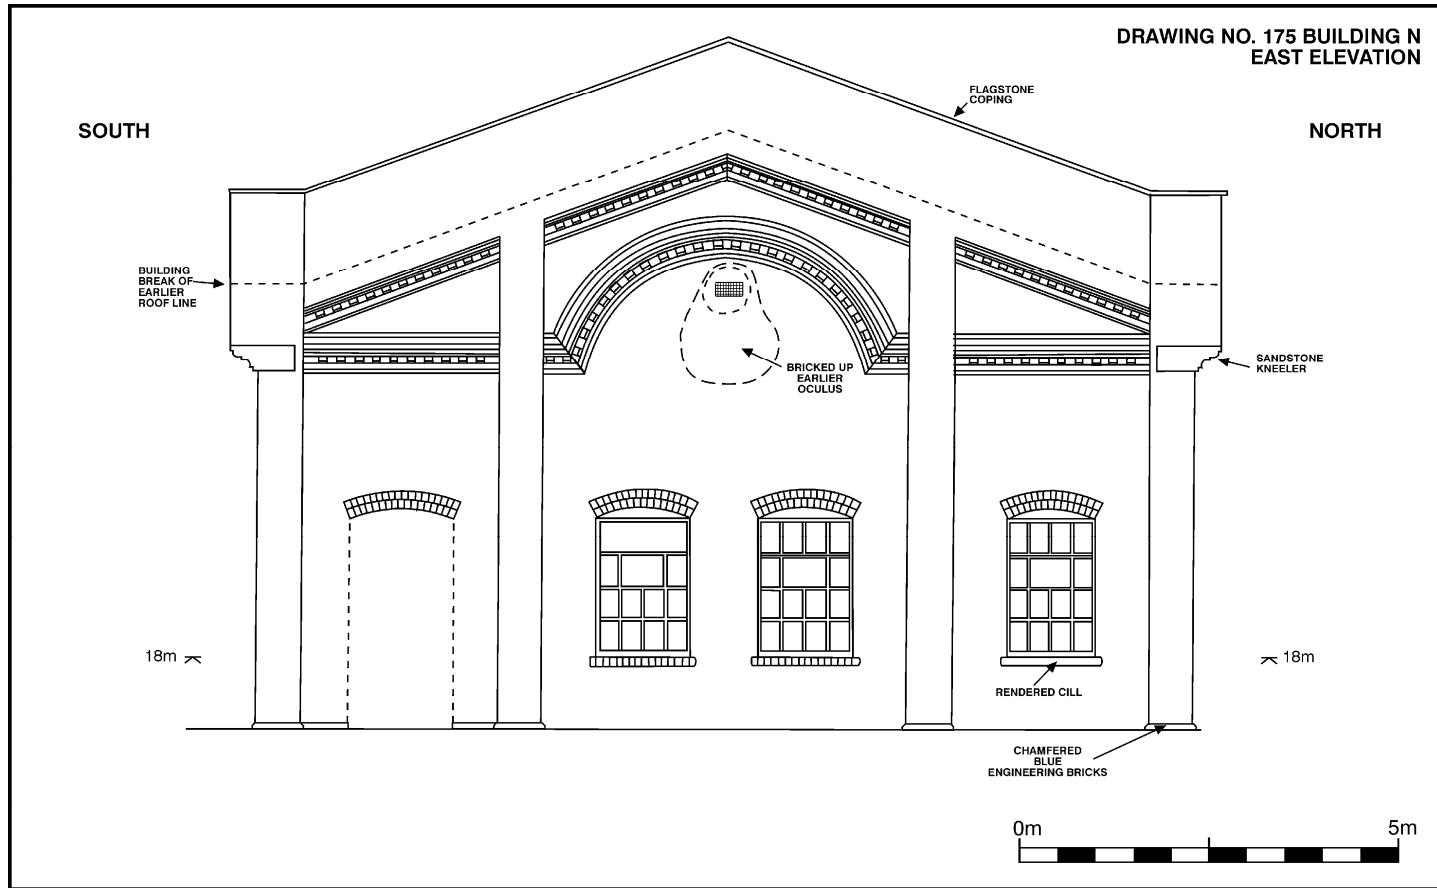 DRAWING NO. 175 BUILDING N
EAST ELEVATION
FLAGSTONE
COPING
SOUTH
NORTH
BUILDING
BREAK OF
EARLIER
ROOF LINE
BRICKED UP
EARLIER
OCULUS
SANDSTONE
KNEELER
18m
18m
RENDERED CILL
CHAMFERED
BLUE
ENGINEERING BRICKS
0m
5m